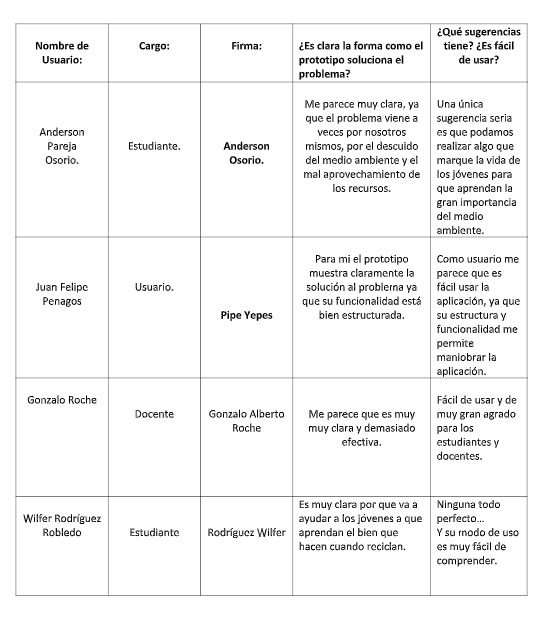 Nombre de
Usuario:
Cargo:
Firma:
¿Es clara la forma como el
prototipo soluciona el
problema?
¿Qué sugerencias
tiene? ¿Es fácil
de usar?
Anderson
Pareja
Osorio.
Estudiante.
Anderson
Osorio.
Me parece muy clara, ya
que el problema viene a
veces por nosotros
mismos, por el descuido
del medio ambiente y el
mal aprovechamiento de
los recursos.
Una única
sugerencia seria
es que podamos
realizar algo que
marque la vida de
los jóvenes para
que aprendan la
gran importancia
del medio
ambiente.
Juan Felipe
Penagos
Usuario.
Pipe Yepes
Para mi el prototipo
muestra claramente la
solución al problema ya
que su funcionalidad está
bien estructurada.
Como usuario me
parece que es
fácil usar la
aplicación, ya que
su estructura y
funcionalidad me
permite
maniobrar la
aplicación.
Gonzalo Roche
Docente
Gonzalo Alberto
Roche
Me parece que es muy
muy clara y demasiado
efectiva.
Fácil de usar y de
muy gran agrado
para los
estudiantes y
docentes.
Wilfer Rodríguez
Robledo
Estudiante
Rodríguez Wilfer
Es muy clara por que va a
ayudar a los jóvenes a que
aprendan el bien que
hacen cuando reciclan.
Ninguna todo
perfecto...
Y su modo de uso
es muy fácil de
comprender.